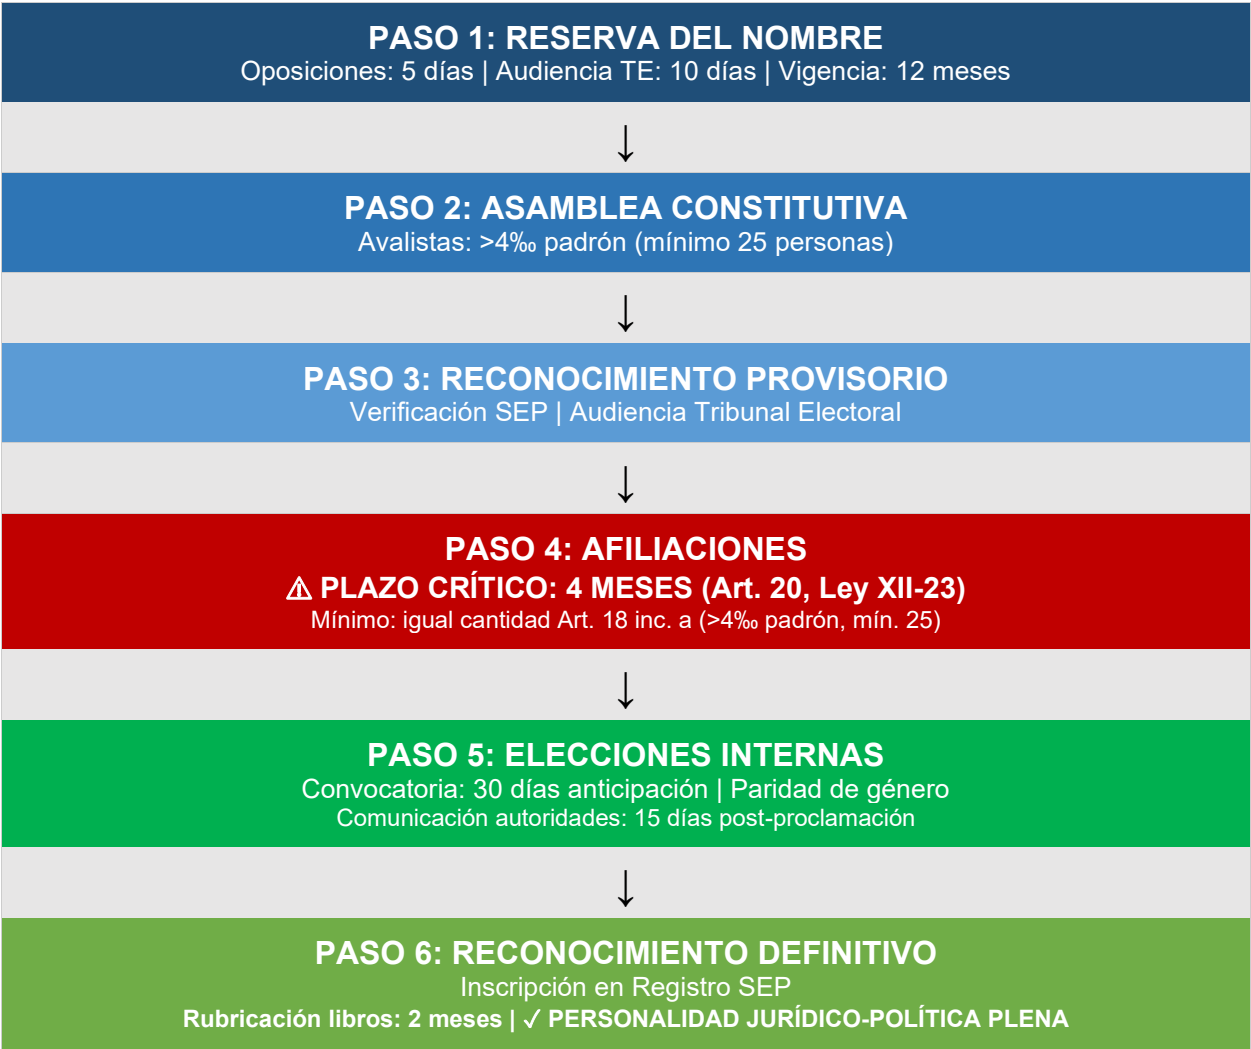 PASO 1: RESERVA DEL NOMBRE
Oposiciones: 5 días | Audiencia TE: 10 días | Vigencia: 12 meses
↓
PASO 2: ASAMBLEA CONSTITUTIVA
Avalistas: >4‰ padrón (mínimo 25 personas)
↓
PASO 3: RECONOCIMIENTO PROVISORIO
Verificación SEP | Audiencia Tribunal Electoral
↓
PASO 4: AFILIACIONES
⚠ PLAZO CRÍTICO: 4 MESES (Art. 20, Ley XII-23)
Mínimo: igual cantidad Art. 18 inc. a (>4‰ padrón, mín. 25)
↓
PASO 5: ELECCIONES INTERNAS
Convocatoria: 30 días anticipación | Paridad de género
Comunicación autoridades: 15 días post-proclamación
↓
PASO 6: RECONOCIMIENTO DEFINITIVO
Inscripción en Registro SEP
Rubricación libros: 2 meses | ✓ PERSONALIDAD JURÍDICO-POLÍTICA PLENA